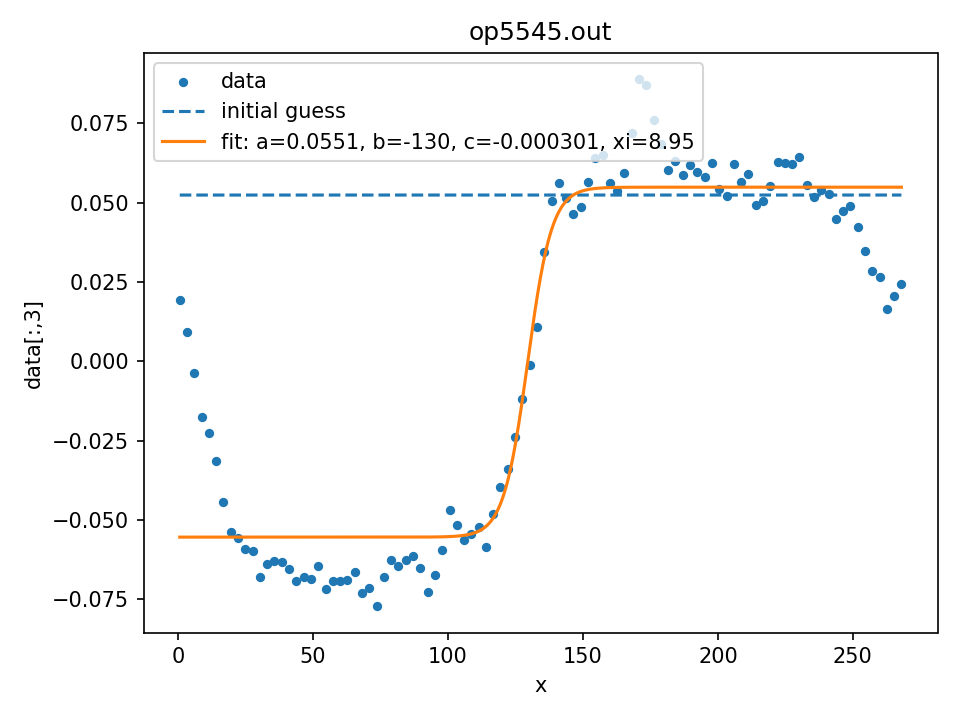 op5545.out
data
initial guess
fit: a=0.0551, b=-130, c=-0.000301, xi=8.95
0.075
0.050
0.025
0.000
−0.025
−0.050
−0.075
data[:,3]
0 50 100 150 200 250
x